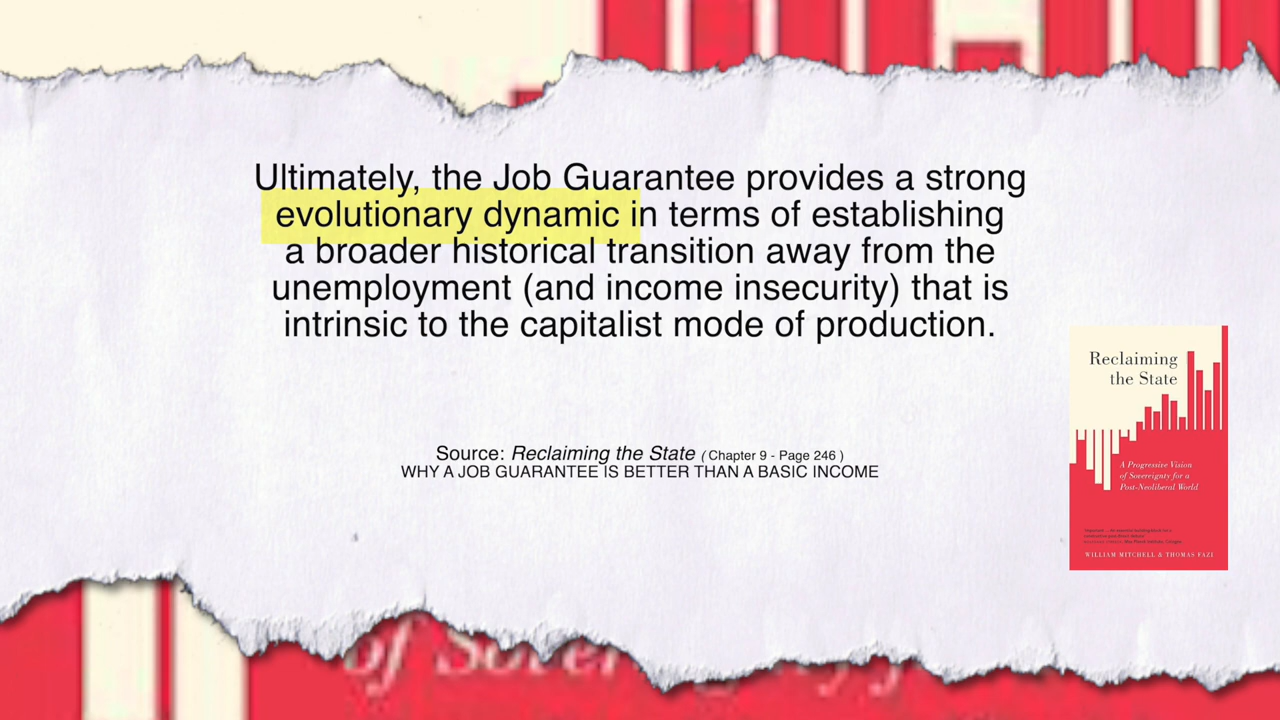 Ultimately, the Job Guarantee provides a strong
evolutionary dynamic in terms of establishing
a broader historical transition away from the
unemployment (and income insecurity) that is
intrinsic to the capitalist mode of production.
Source: Reclaiming the State ( Chapter 9 - Page 246 )
WHY A JOB GUARANTEE IS BETTER THAN A BASIC INCOME
Reclaiming
the State
A Progressive Vision
of Sovereignty for a
Post-Neoliberal World
WILLIAM MITCHELL & THOMAS FAZI
of